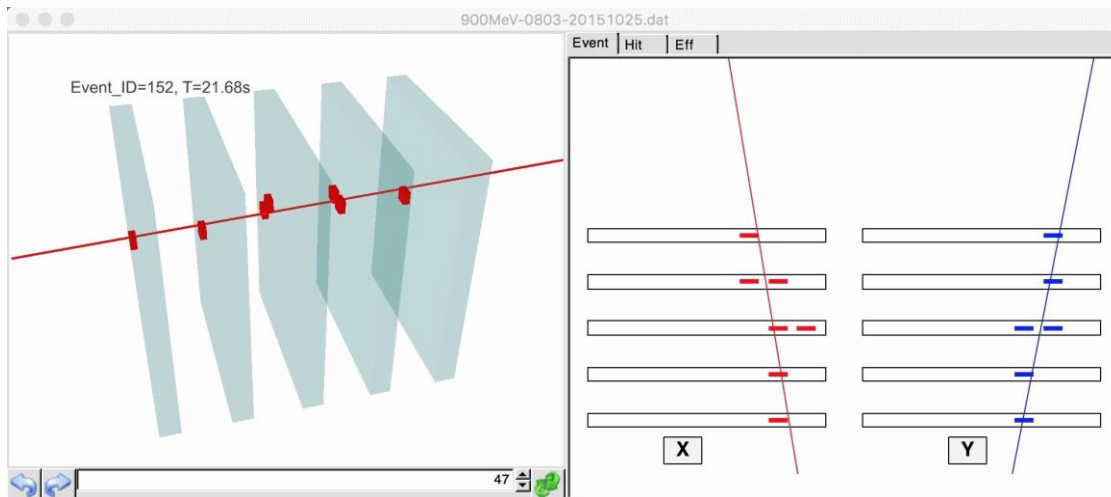 900MeV-0803-20151025.dat
Event Hit Eff
Event_ID=152, T=21.68s
X Y
47